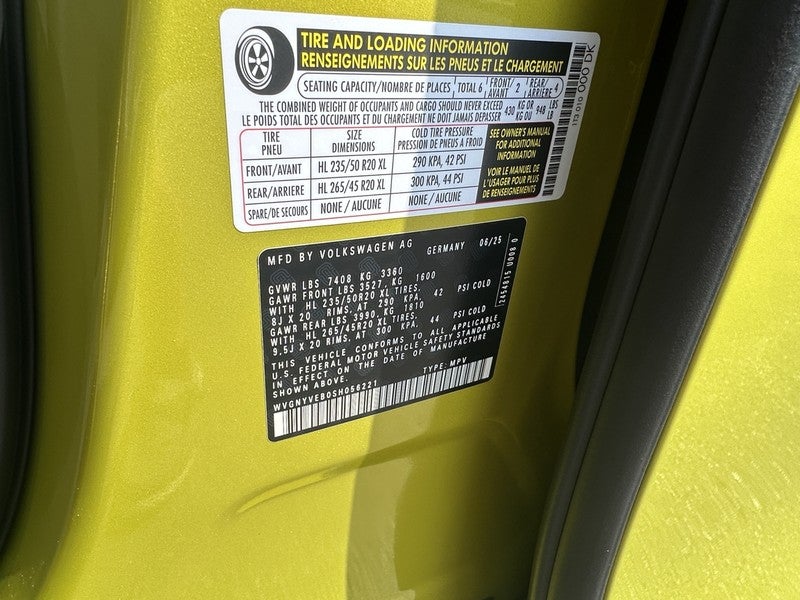 TIRE AND LOADING INFORMATION
RENSEIGNEMENTS SUR LES PNEUS ET LE CHARGEMENT
SEATING CAPACITY/NOMBRE DE PLACES TOTAL 6 FRONT/AVANT 2 REAR/ARRIERE 4
THE COMBINED WEIGHT OF OCCUPANTS AND CARGO SHOULD NEVER EXCEED 430 KG OR 948 LBS
LE POIDS TOTAL DES OCCUPANTS ET DU CHARGEMENT NE DOIT JAMAIS DEPASSER KG OU LB
TIRE PNEU SIZE DIMENSIONS COLD TIRE PRESSURE PRESSION DE PNEUS A FROID
FRONT/AVANT HL 235/50 R20 XL 290 KPA, 42 PSI
REAR/ARRIERE HL 265/45 R20 XL 300 KPA, 44 PSI
SPARE/DE SECOURS NONE / AUCUNE NONE / AUCUNE
SEE OWNER'S MANUAL
FOR ADDITIONAL
INFORMATION
VOIR LE MANUEL DE
L'USAGER POUR PLUS
DE RENSEIGNEMENTS
1T3 010 000 DK
MFD BY VOLKSWAGEN AG GERMANY 06/25
GVWR LBS 7408 KG 3360
GAWR FRONT LBS 3527, KG 1600
WITH HL 235/50R20 XL TIRES,
8J X 20 RIMS, AT 290 KPA, 42 PSI COLD
GAWR REAR LBS 3990, KG 1810
WITH HL 265/45R20 XL TIRES,
9.5J X 20 RIMS, AT 300 KPA, 44 PSI COLD
THIS VEHICLE CONFORMS TO ALL APPLICABLE
U.S. FEDERAL MOTOR VEHICLE SAFETY STANDARDS
IN EFFECT ON THE DATE OF MANUFACTURE
SHOWN ABOVE.
WVGNYVEB0SH056221 TYPE: MPV
2454815 U008 0